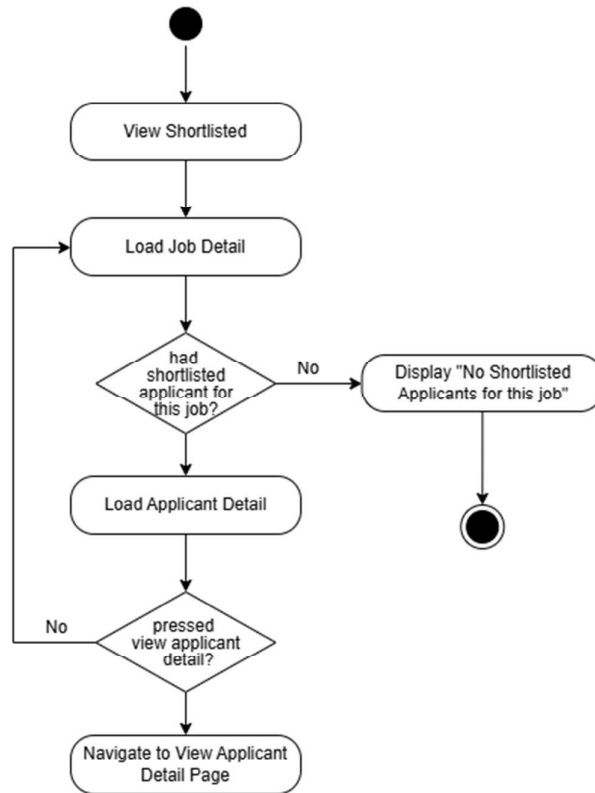 View Shortlisted
Load Job Detail
had
shortlisted
applicant for
this job?
No
Display "No Shortlisted
Applicants for this job"
Load Applicant Detail
pressed
view applicant
detail?
No
Navigate to View Applicant
Detail Page